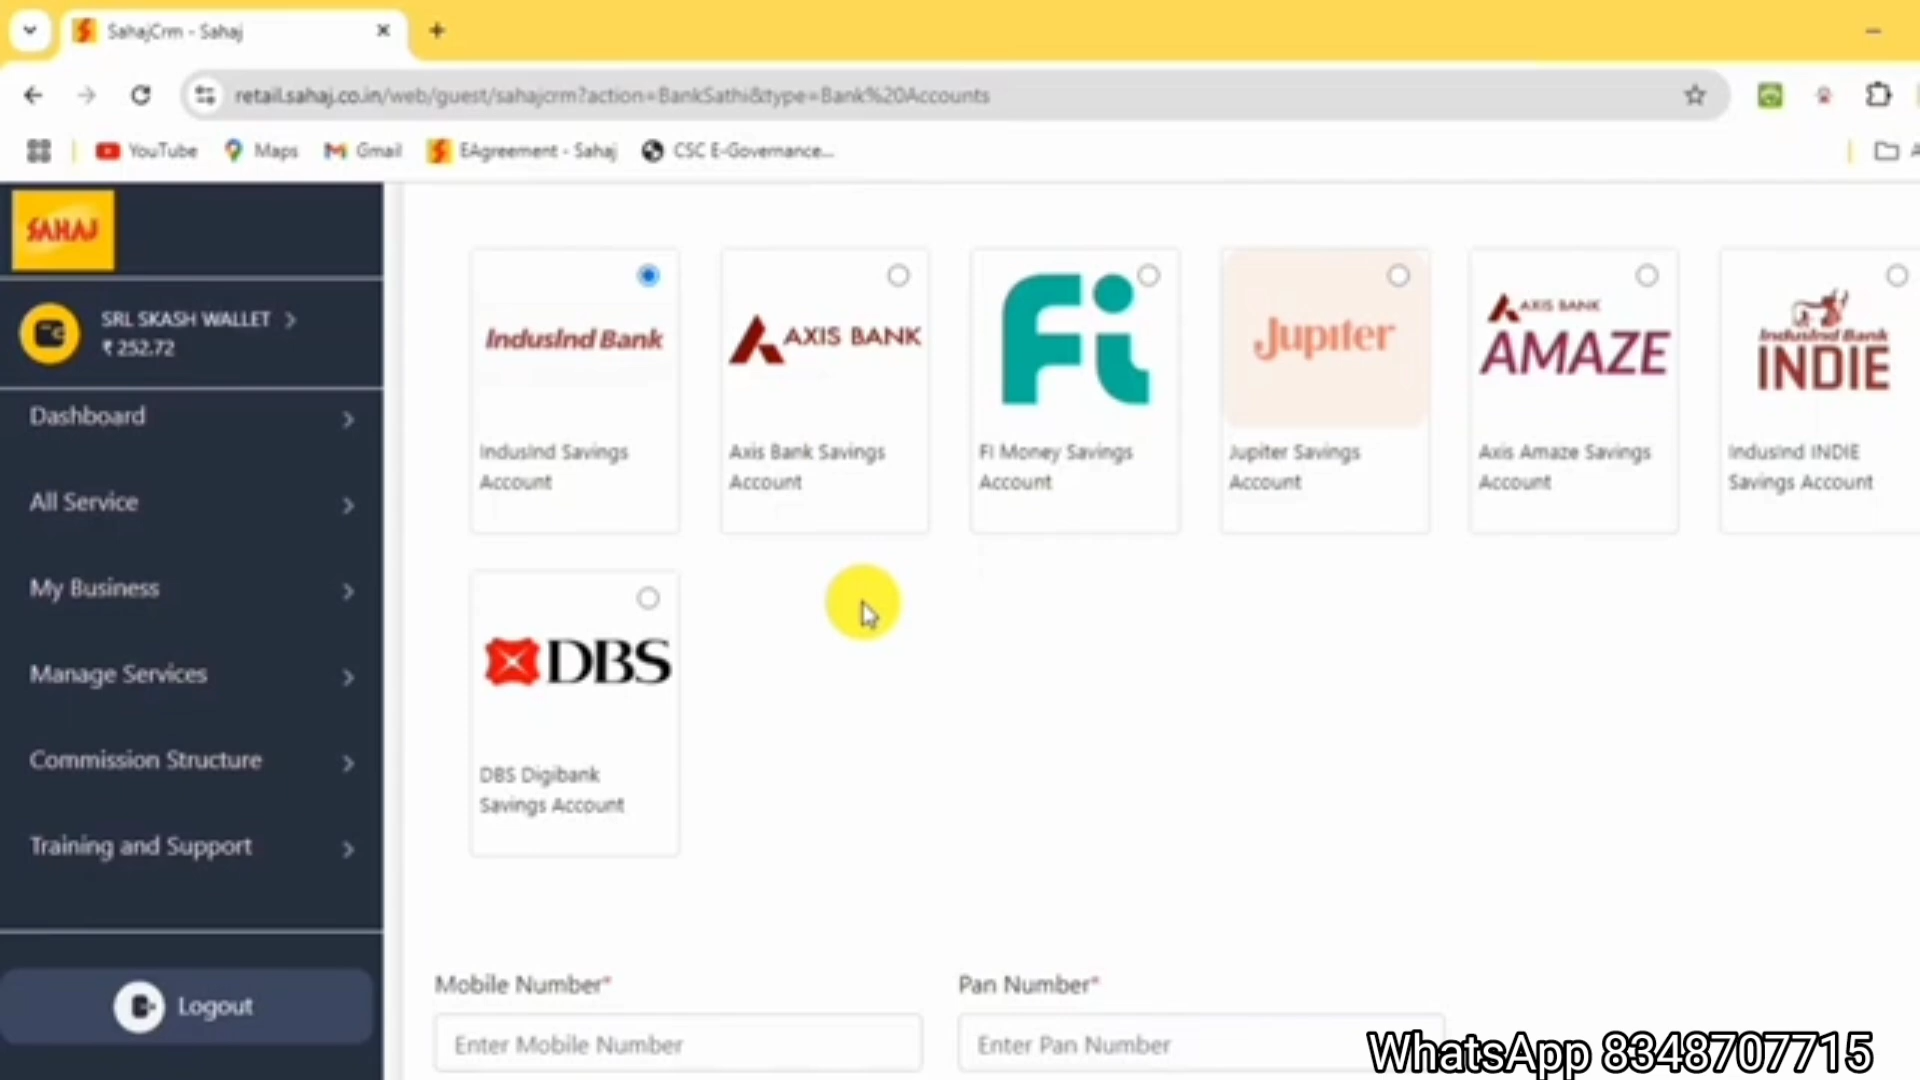 SahajCrm - Sahaj
retail.sahaj.co.in/web/guest/sahajcrm?action=BankSathi&type=Bank%20Accounts
YouTube
Maps
Gmail
EAgreement - Sahaj
CSC E-Governance...
SAHAJ
SRL SKASH WALLET
₹ 252.72
Dashboard
All Service
My Business
Manage Services
Commission Structure
Training and Support
Logout
IndusInd Bank
IndusInd Savings
Account
AXIS BANK
Axis Bank Savings
Account
Fi
FI Money Savings
Account
Jupiter
Jupiter Savings
Account
AXIS BANK
AMAZE
Axis Amaze Savings
Account
IndusInd Bank
INDIE
IndusInd INDIE
Savings Account
DBS
DBS Digibank
Savings Account
Mobile Number*
Enter Mobile Number
Pan Number*
Enter Pan Number
WhatsApp 8348707715